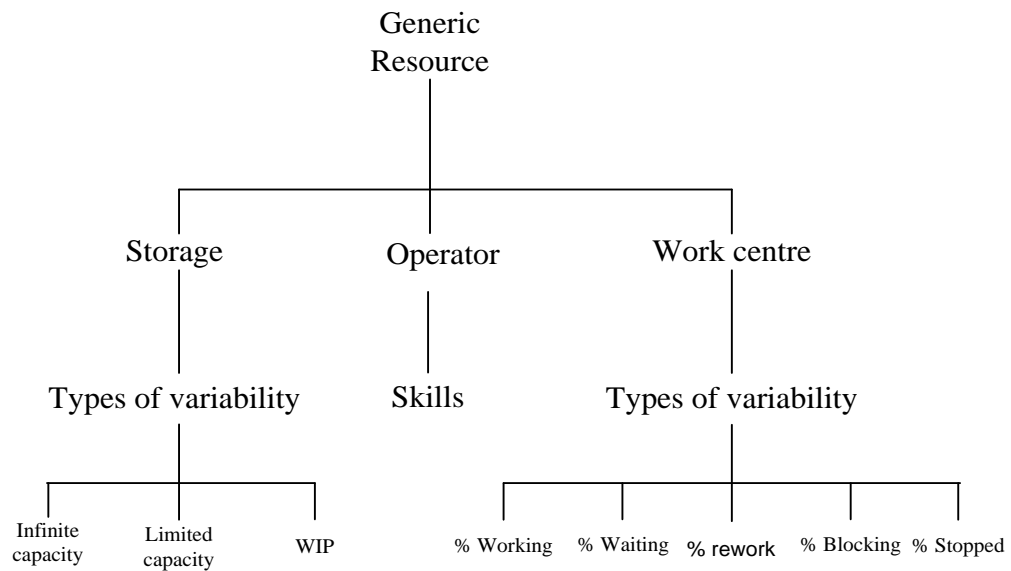 Generic
Resource
Storage
Operator
Work centre
Types of variability
Skills
Types of variability
Infinite
capacity
Limited
capacity
WIP
% Working
% Waiting
% rework
% Blocking
% Stopped